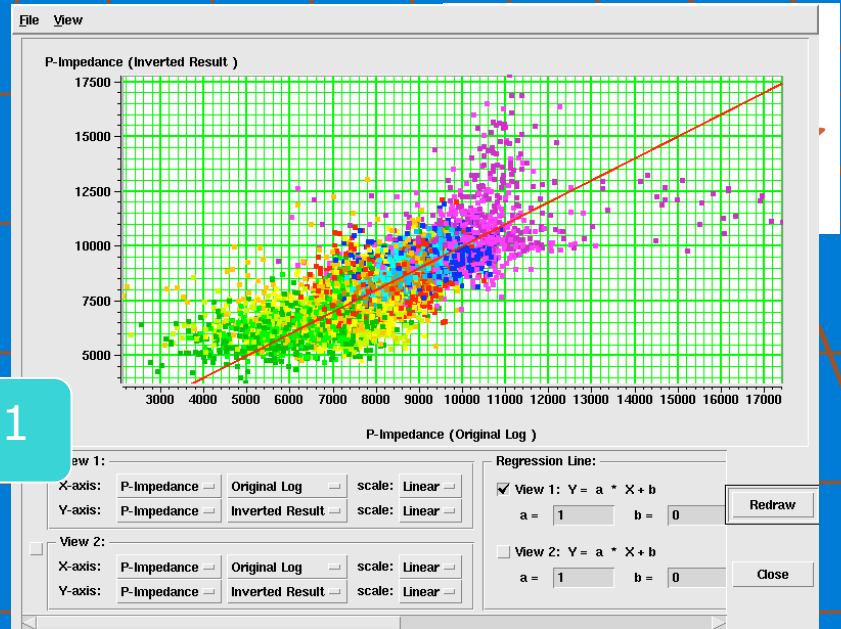 File View
P-Impedance (Inverted Result )
17500
15000
12500
10000
7500
5000
3000 4000 5000 6000 7000 8000 9000 10000 11000 12000 13000 14000 15000 16000 17000
P-Impedance (Original Log )
1
ew 1:
X-axis: P-Impedance Original Log scale: Linear
Y-axis: P-Impedance Inverted Result scale: Linear
View 2:
X-axis: P-Impedance Original Log scale: Linear
Y-axis: P-Impedance Inverted Result scale: Linear
Regression Line:
View 1: Y = a * X + b
a = 1 b = 0
View 2: Y = a * X + b
a = 1 b = 0
Redraw
Close